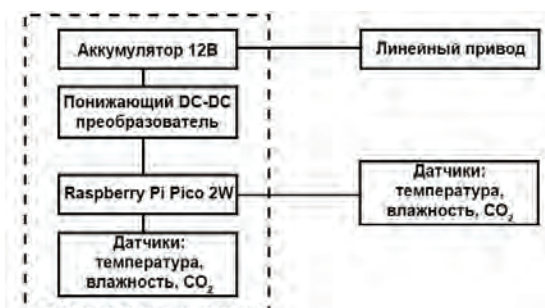 Аккумулятор 12В
Линейный привод
Понижающий DC-DC
преобразователь
Raspberry Pi Pico 2W
Датчики:
температура,
влажность, CO₂
Датчики:
температура,
влажность, CO₂